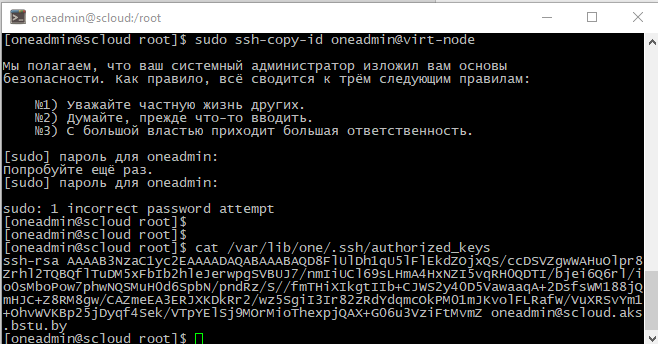 oneadmin@scloud:/root
[oneadmin@scloud root]$ sudo ssh-copy-id oneadmin@virt-node
Мы полагаем, что ваш системный администратор изложил вам основы
безопасности. Как правило, всё сводится к трём следующим правилам:
№1) Уважайте частную жизнь других.
№2) Думайте, прежде что-то вводить.
№3) С большой властью приходит большая ответственность.
[sudo] пароль для oneadmin:
Попробуйте ещё раз.
[sudo] пароль для oneadmin:
sudo: 1 incorrect password attempt
[oneadmin@scloud root]$
[oneadmin@scloud root]$
[oneadmin@scloud root]$ cat /var/lib/one/.ssh/authorized_keys
ssh-rsa AAAAB3NzaC1yc2EAAAADAQABAAABAQD8FlUlDh1qU5lFlEkdZOjxQS/ccDSVZgwWAHuOlpr8
Zrhl2TQBQflTuDM5xFbIb2hleJerwpgSVBUJ7/nmIiUCl69sLHmA4HxNZI5vqRH0QDTI/bjei6Q6rl/i
oOsMboPow7phwNQSMuH0d6SpbN/pndRz/S//fmTHiXIkgtIIb+CJWS2y40D5VawaaqA+2DsfsWM188jQ
mHJC+Z8RM8gw/CAZmeEA3ERJXKDkRr2/wz5SgiI3Ir82zRdYdqmcOkPM01mJKvolFLRafW/VuXRSvYm1
+OhvWVKBp25jDyqf4Sek/VTpYElSj9MOrMioThexpjQAX+G06u3VziFtMvmZ oneadmin@scloud.aks
.bstu.by
[oneadmin@scloud root]$